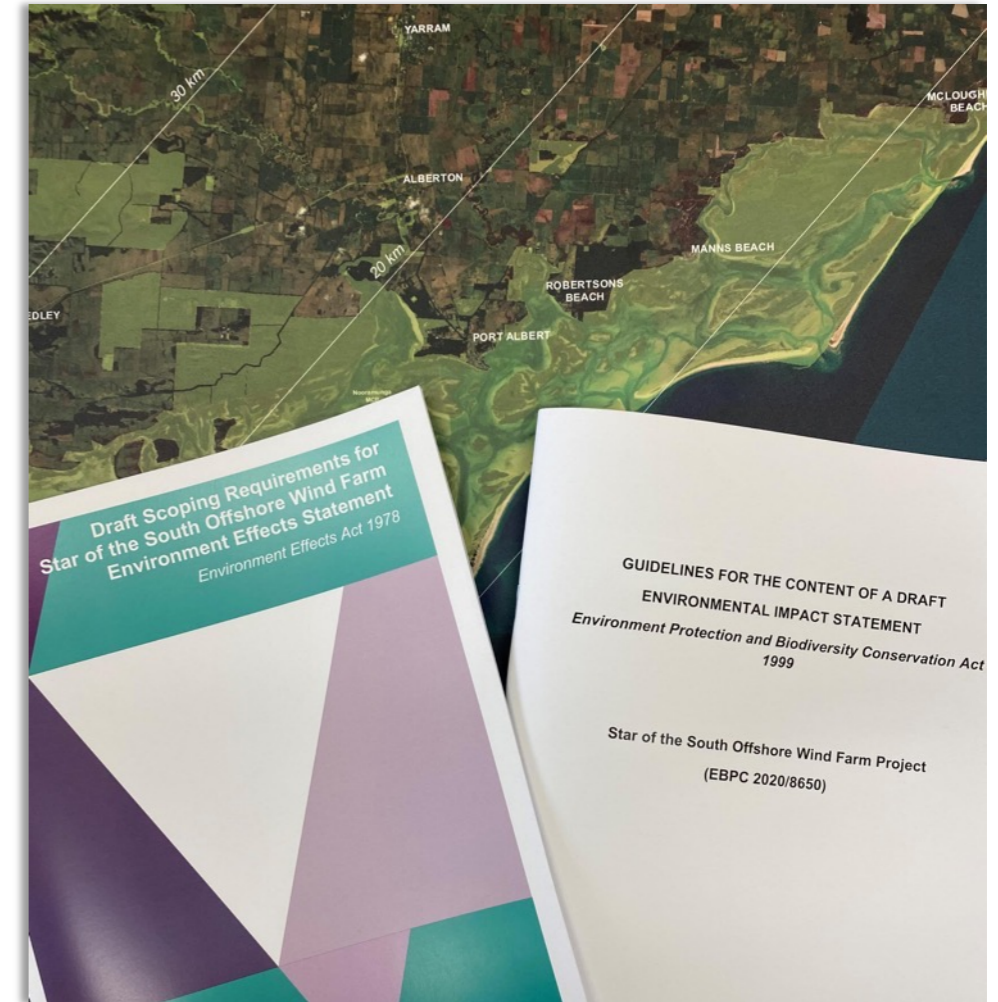 YARRAM
30 km
MCLOUGH
BEACH
ALBERTON
20 km
MANNS BEACH
ROBERTSONS
BEACH
EDLEY
PORT ALBERT
Draft Scoping Requirements for
Star of the South Offshore Wind Farm
Environment Effects Statement
Environment Effects Act 1978
GUIDELINES FOR THE CONTENT OF A DRAFT
ENVIRONMENTAL IMPACT STATEMENT
Environment Protection and Biodiversity Conservation Act
1999
Star of the South Offshore Wind Farm Project
(EBPC 2020/8650)